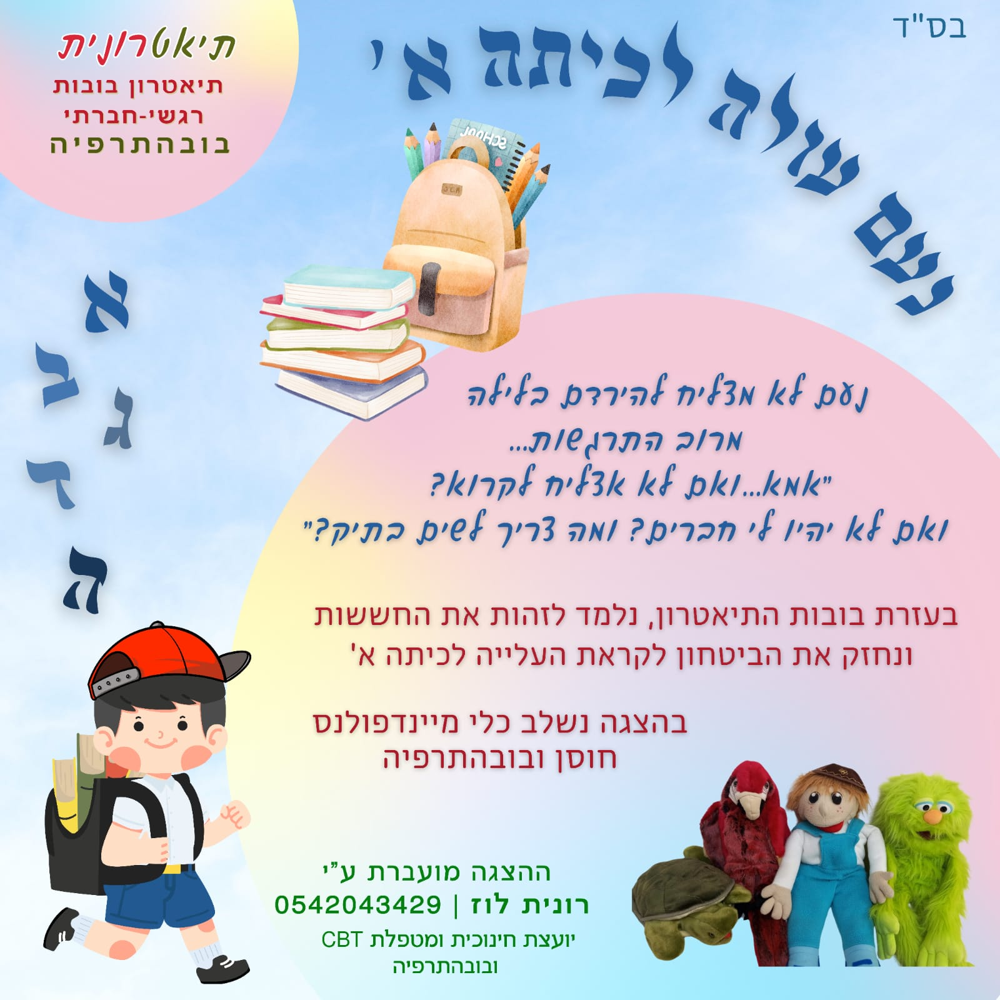 בס"ד
נעם עולה לכיתה א'
תיאטרונית
תיאטרון בובות
רגשי-חברתי
בובהתרפיה
SCHOOL
א
ע
ג
ד
ה
נעם לא מצליח להירדם בלילה
מרוב התרגשות...
"אמא...ואם לא אצליח לקרוא?
ואם לא יהיו לי חברים? ומה צריך לשים בתיק?"
בעזרת בובות התיאטרון, נלמד לזהות את החששות
ונחזק את הביטחון לקראת העלייה לכיתה א'
בהצגה נשלב כלי מיינדפולנס
חוסן ובובהתרפיה
ההצגה מועברת ע"י
רונית לוז | 0542043429
יועצת חינוכית ומטפלת CBT
ובובהתרפיה